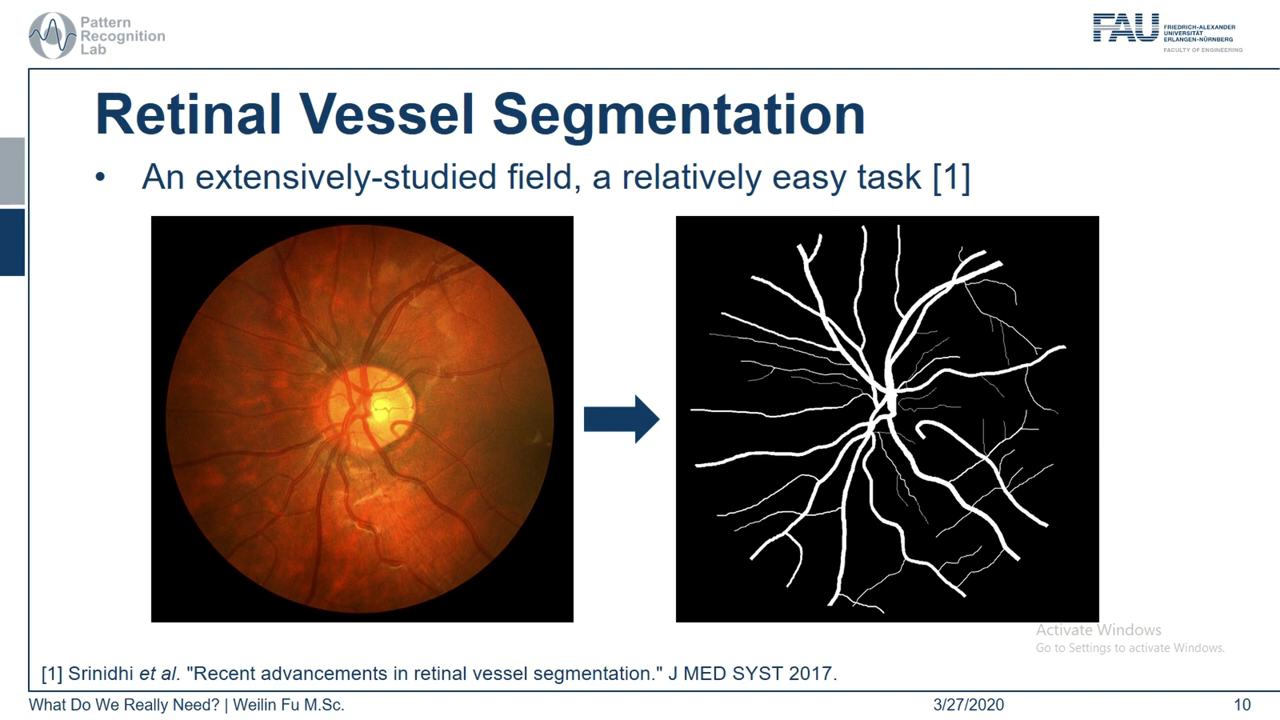 Pattern
Recognition
Lab
FAU
FRIEDRICH-ALEXANDER
UNIVERSITÄT
ERLANGEN-NÜRNBERG
FACULTY OF ENGINEERING
Retinal Vessel Segmentation
• An extensively-studied field, a relatively easy task [1]
Activate Windows
Go to Settings to activate Windows.
[1] Srinidhi et al. "Recent advancements in retinal vessel segmentation." J MED SYST 2017.
What Do We Really Need? | Weilin Fu M.Sc.
3/27/2020
10